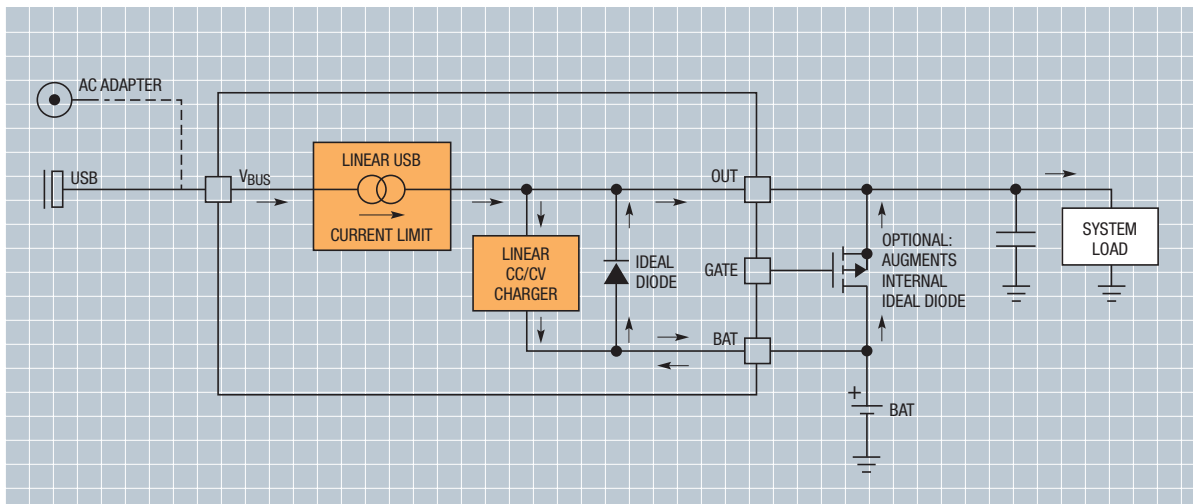 AC ADAPTER
USB
VBUS
LINEAR USB
CURRENT LIMIT
LINEAR
CC/CV
CHARGER
IDEAL
DIODE
OUT
GATE
BAT
OPTIONAL:
AUGMENTS
INTERNAL
IDEAL DIODE
SYSTEM
LOAD
+
BAT